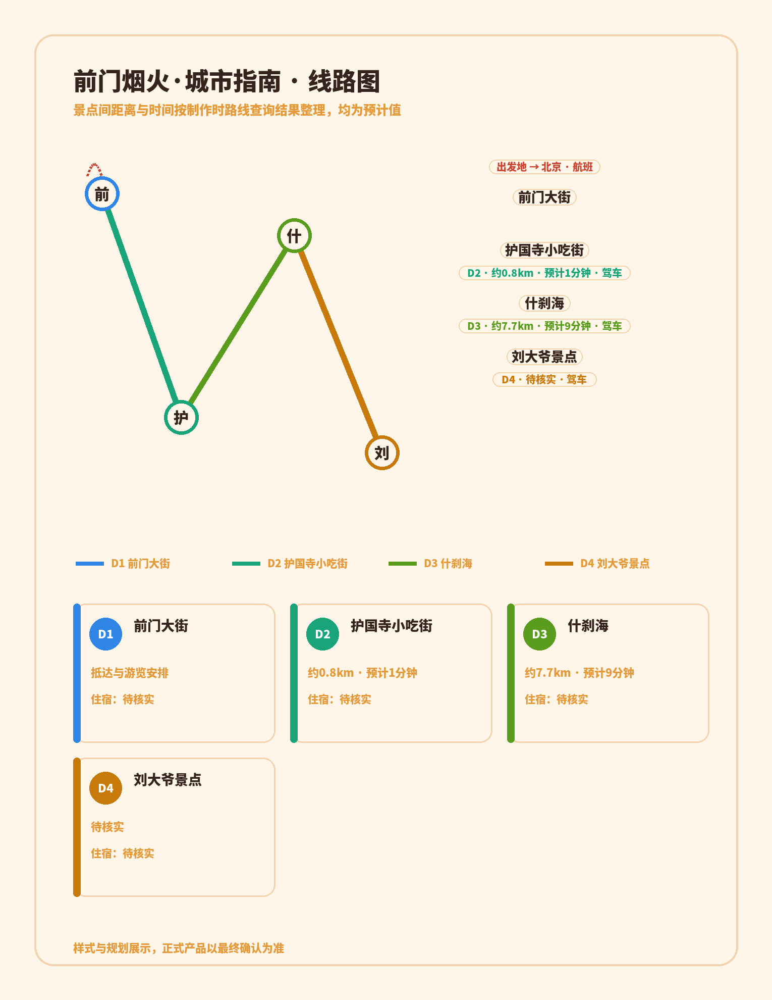 前门烟火·城市指南 · 线路图
景点间距离与时间按制作时路线查询结果整理，均为预计值
前
护
什
刘
出发地 → 北京 · 航班
前门大街
护国寺小吃街
D2 · 约0.8km · 预计1分钟 · 驾车
什刹海
D3 · 约7.7km · 预计9分钟 · 驾车
刘大爷景点
D4 · 待核实 · 驾车
D1 前门大街
D2 护国寺小吃街
D3 什刹海
D4 刘大爷景点
D1 前门大街
抵达与游览安排
住宿：待核实
D2 护国寺小吃街
约0.8km · 预计1分钟
住宿：待核实
D3 什刹海
约7.7km · 预计9分钟
住宿：待核实
D4 刘大爷景点
待核实
住宿：待核实
样式与规划展示，正式产品以最终确认为准